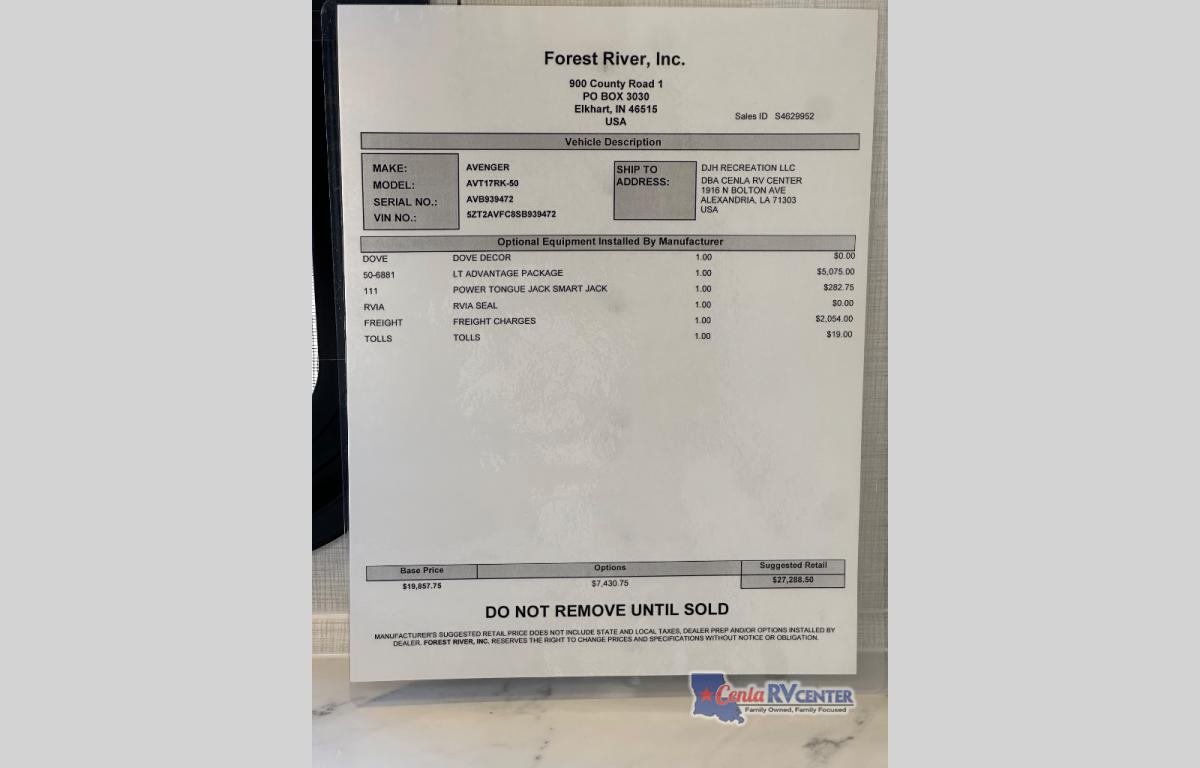 Forest River, Inc.
900 County Road 1
PO BOX 3030
Elkhart, IN 46515
USA
Sales ID S4629952
Vehicle Description
MAKE: AVENGER
MODEL: AVT17RK-50
SERIAL NO.: AVB939472
VIN NO.: 5ZT2AVFC8SB939472
SHIP TO ADDRESS:
DJH RECREATION LLC
DBA CENLA RV CENTER
1916 N BOLTON AVE
ALEXANDRIA, LA 71303
USA
Optional Equipment Installed By Manufacturer
DOVE DOVE DECOR 1.00 $0.00
50-6881 LT ADVANTAGE PACKAGE 1.00 $5,075.00
111 POWER TONGUE JACK SMART JACK 1.00 $282.75
RVIA RVIA SEAL 1.00 $0.00
FREIGHT FREIGHT CHARGES 1.00 $2,054.00
TOLLS TOLLS 1.00 $19.00
Base Price Options Suggested Retail
$19,857.75 $7,430.75 $27,288.50
DO NOT REMOVE UNTIL SOLD
MANUFACTURER'S SUGGESTED RETAIL PRICE DOES NOT INCLUDE STATE AND LOCAL TAXES, DEALER PREP AND/OR OPTIONS INSTALLED BY
DEALER. FOREST RIVER, INC. RESERVES THE RIGHT TO CHANGE PRICES AND SPECIFICATIONS WITHOUT NOTICE OR OBLIGATION.
Cenla RV CENTER
Family Owned, Family Focused